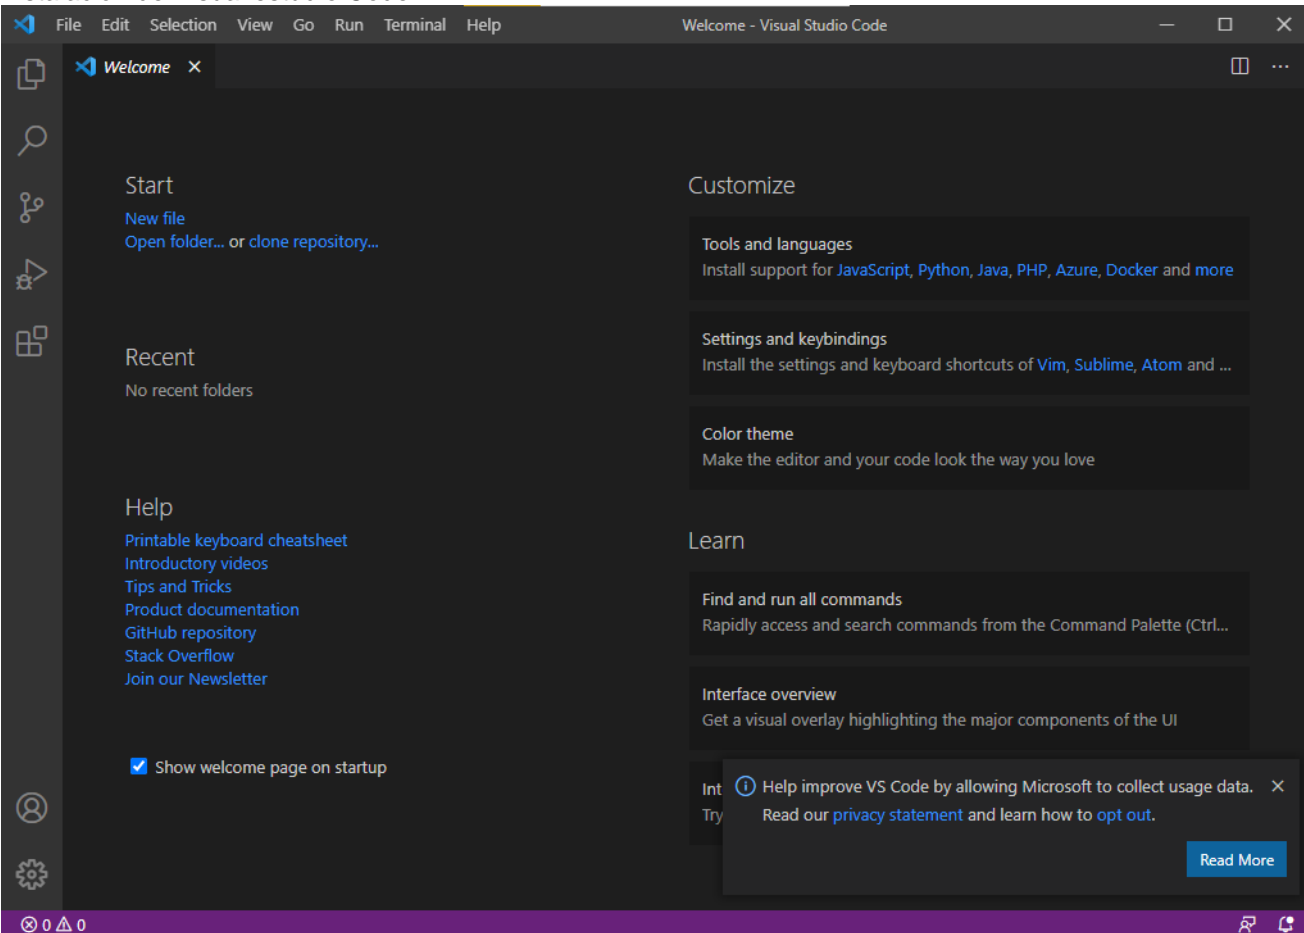 File Edit Selection View Go Run Terminal Help
Welcome - Visual Studio Code
Welcome
Start
New file
Open folder... or clone repository...
Recent
No recent folders
Help
Printable keyboard cheatsheet
Introductory videos
Tips and Tricks
Product documentation
GitHub repository
Stack Overflow
Join our Newsletter
Show welcome page on startup
Customize
Tools and languages
Install support for JavaScript, Python, Java, PHP, Azure, Docker and more
Settings and keybindings
Install the settings and keyboard shortcuts of Vim, Sublime, Atom and ...
Color theme
Make the editor and your code look the way you love
Learn
Find and run all commands
Rapidly access and search commands from the Command Palette (Ctrl...
Interface overview
Get a visual overlay highlighting the major components of the UI
Int
Try
Help improve VS Code by allowing Microsoft to collect usage data.
Read our privacy statement and learn how to opt out.
Read More
0 0